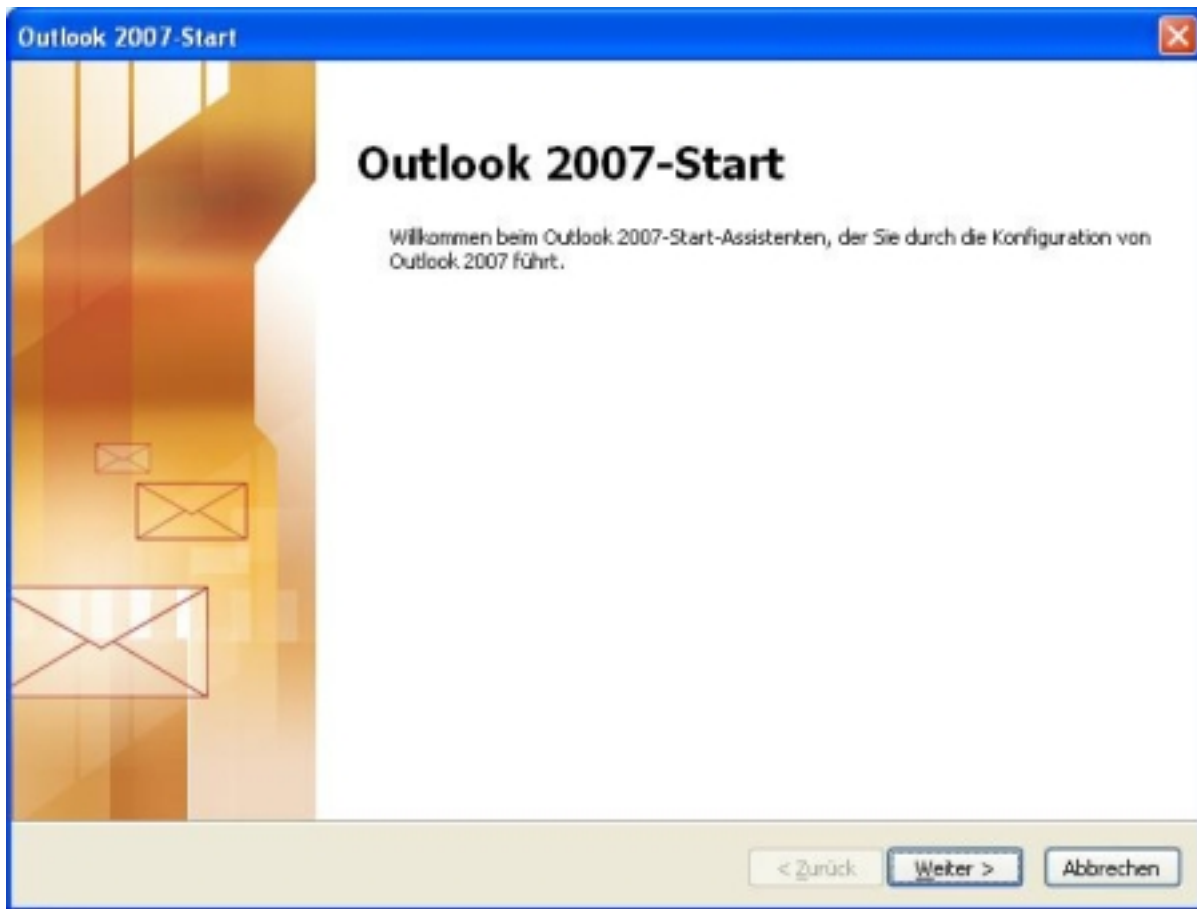 Outlook 2007-Start
Outlook 2007-Start
Willkommen beim Outlook 2007-Start-Assistenten, der Sie durch die Konfiguration von
Outlook 2007 führt.
< Zurück
Weiter >
Abbrechen